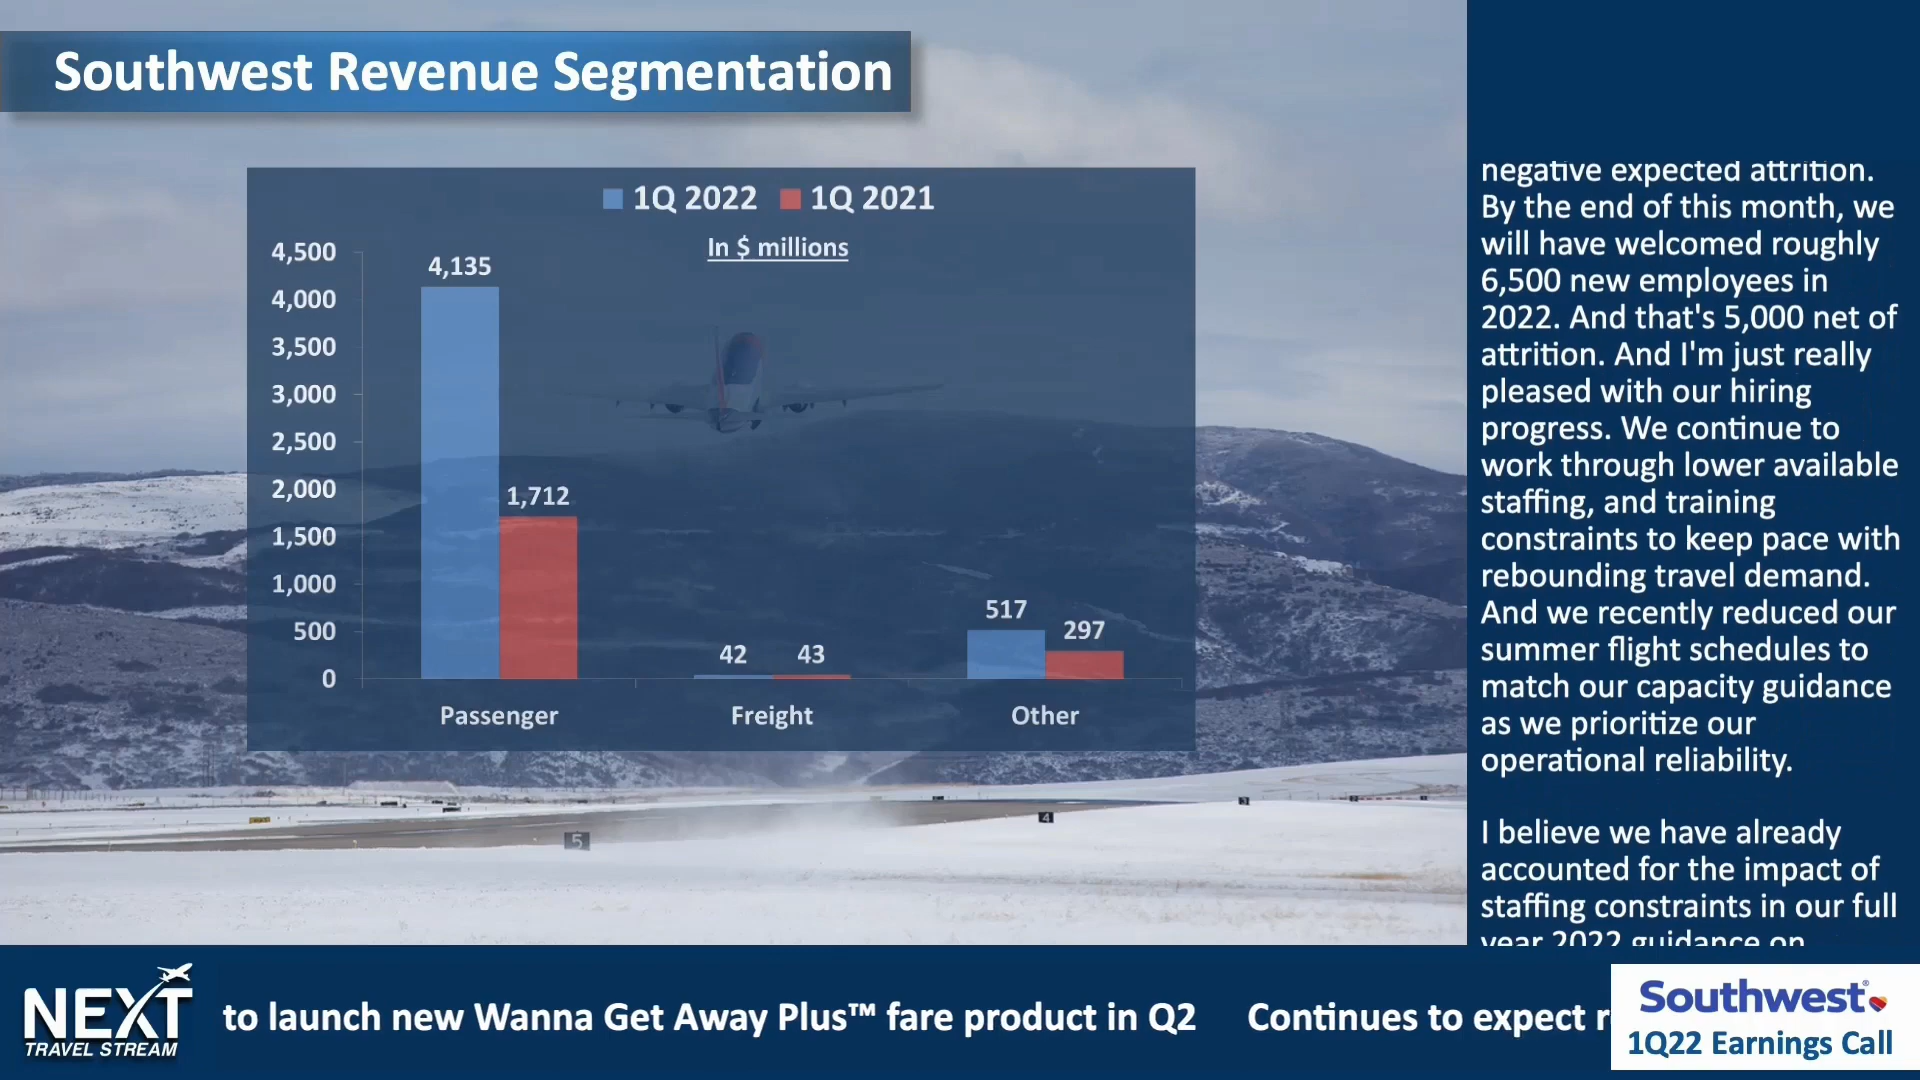 Southwest Revenue Segmentation
1Q 2022 1Q 2021
In $ millions
4,500
4,000
3,500
3,000
2,500
2,000
1,500
1,000
500
0
4,135
1,712
42
43
517
297
Passenger
Freight
Other
5
4
3
negative expected attrition.
By the end of this month, we
will have welcomed roughly
6,500 new employees in
2022. And that's 5,000 net of
attrition. And I'm just really
pleased with our hiring
progress. We continue to
work through lower available
staffing, and training
constraints to keep pace with
rebounding travel demand.
And we recently reduced our
summer flight schedules to
match our capacity guidance
as we prioritize our
operational reliability.
I believe we have already
accounted for the impact of
staffing constraints in our full
year 2022 guidance on
NEXT
TRAVEL STREAM
to launch new Wanna Get Away Plus™ fare product in Q2 Continues to expect r
Southwest®
1Q22 Earnings Call